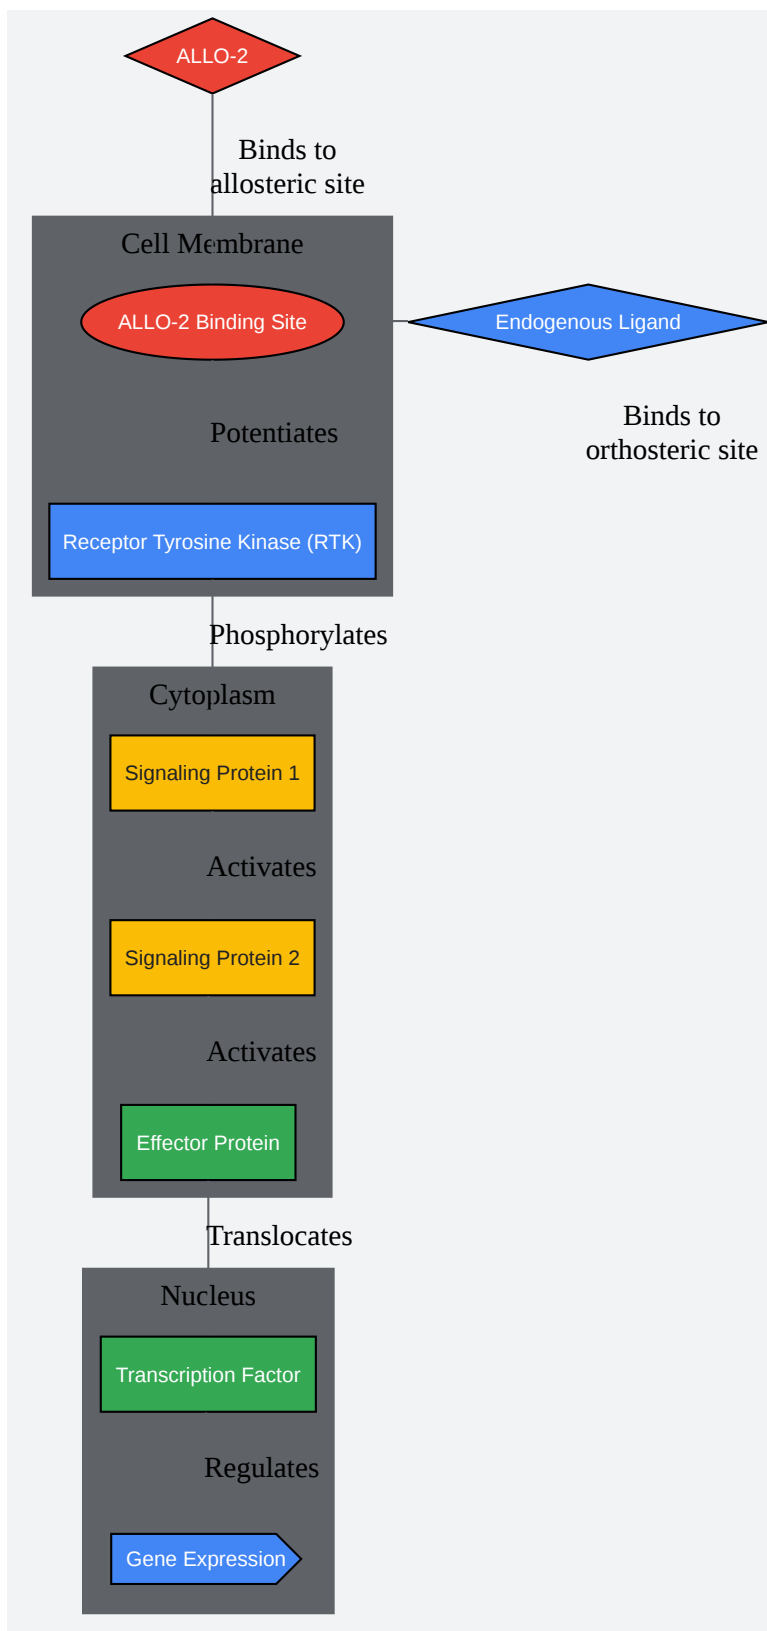 ALLO-2
Binds to
allosteric site
Cell Membrane
ALLO-2 Binding Site
Endogenous Ligand
Binds to
orthosteric site
Potentiates
Receptor Tyrosine Kinase (RTK)
Phosphorylates
Cytoplasm
Signaling Protein 1
Activates
Signaling Protein 2
Activates
Effector Protein
Translocates
Nucleus
Transcription Factor
Regulates
Gene Expression